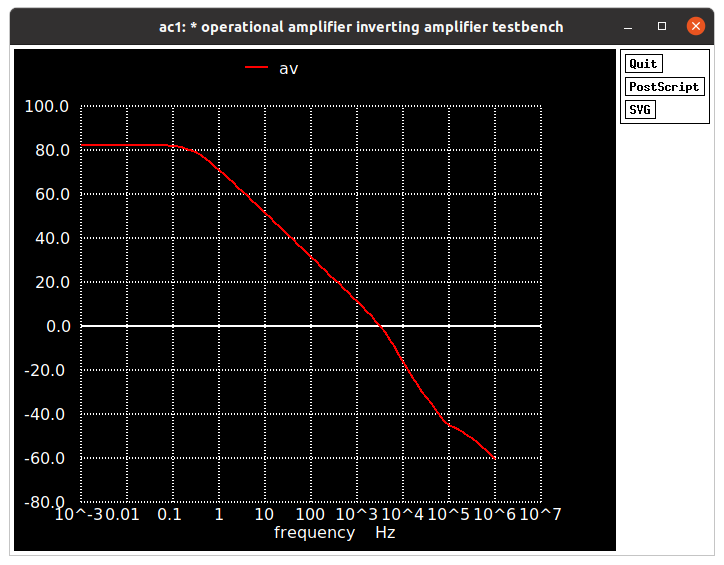 ac1: * operational amplifier inverting amplifier testbench
Quit
PostScript
SVG
av
100.0
80.0
60.0
40.0
20.0
0.0
-20.0
-40.0
-60.0
-80.0
10^-3 0.01 0.1 1 10 100 10^3 10^4 10^5 10^6 10^7
frequency Hz